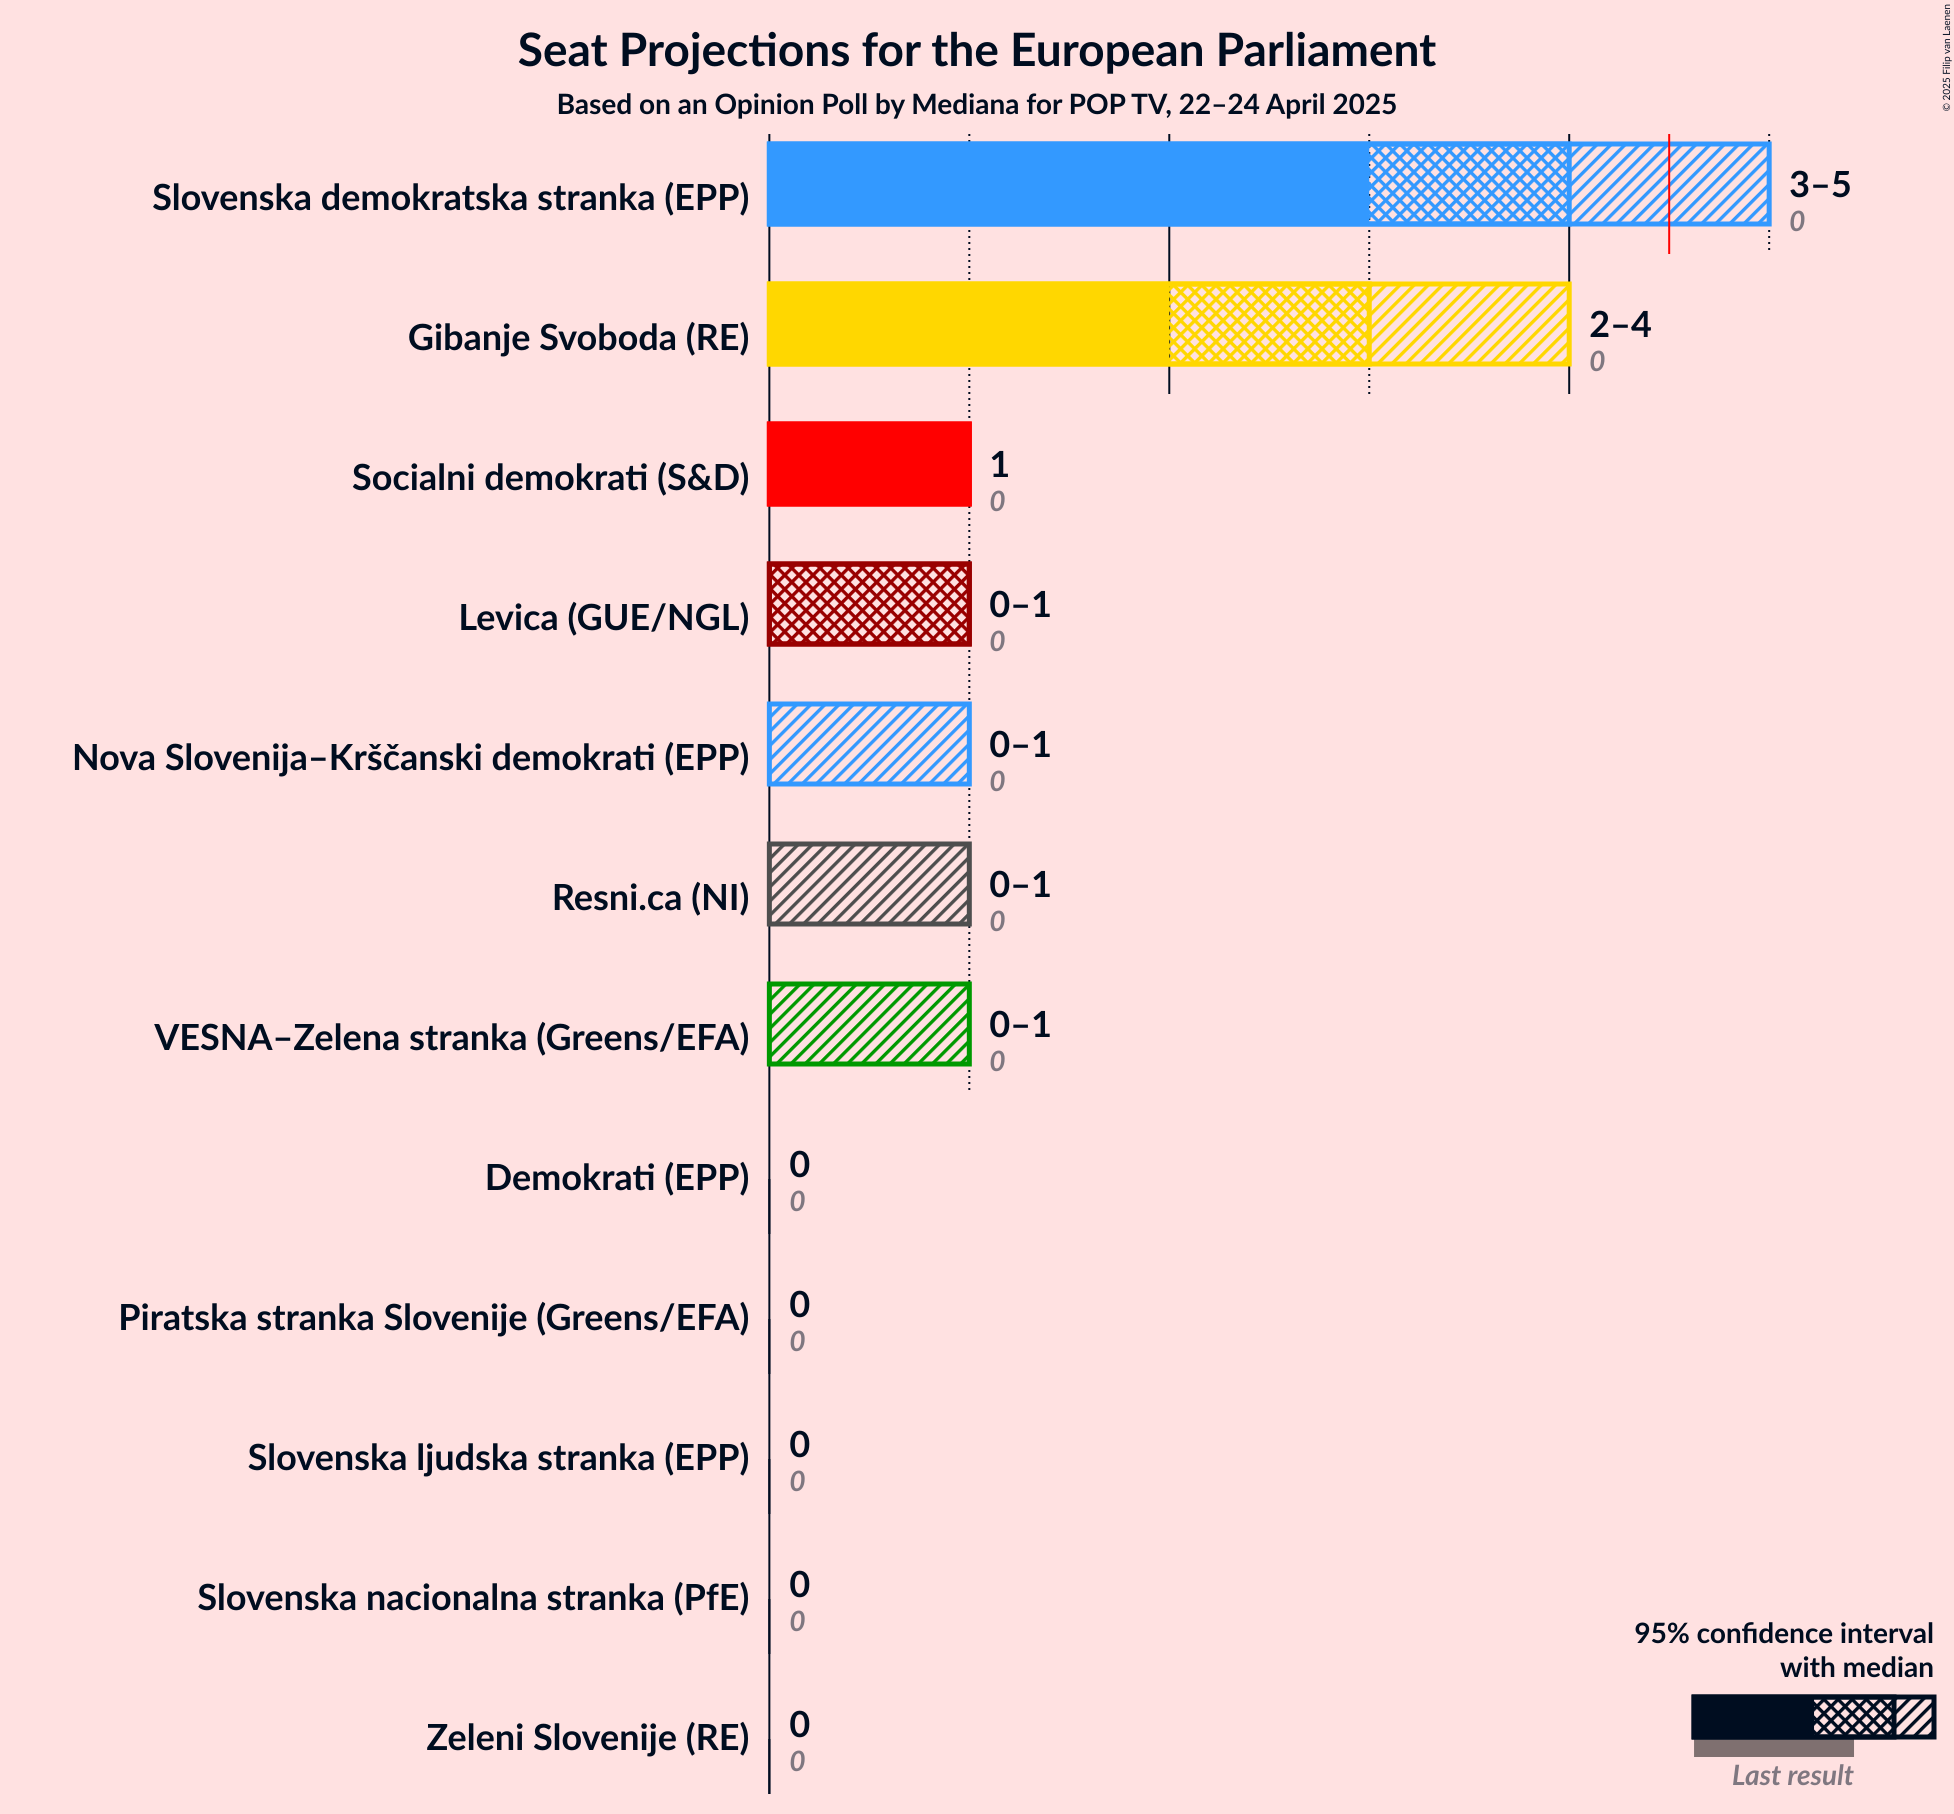 Seat Projections for the European Parliament
Based on an Opinion Poll by Mediana for POP TV, 22–24 April 2025
© 2025 Filip van Laenen
Slovenska demokratska stranka (EPP)
3–5
0
Gibanje Svoboda (RE)
2–4
0
Socialni demokrati (S&D)
1
0
Levica (GUE/NGL)
0–1
0
Nova Slovenija–Krščanski demokrati (EPP)
0–1
0
Resni.ca (NI)
0–1
0
VESNA–Zelena stranka (Greens/EFA)
0–1
0
Demokrati (EPP)
0
0
Piratska stranka Slovenije (Greens/EFA)
0
0
Slovenska ljudska stranka (EPP)
0
0
Slovenska nacionalna stranka (PfE)
0
0
Zeleni Slovenije (RE)
0
0
95% confidence interval
with median
Last result